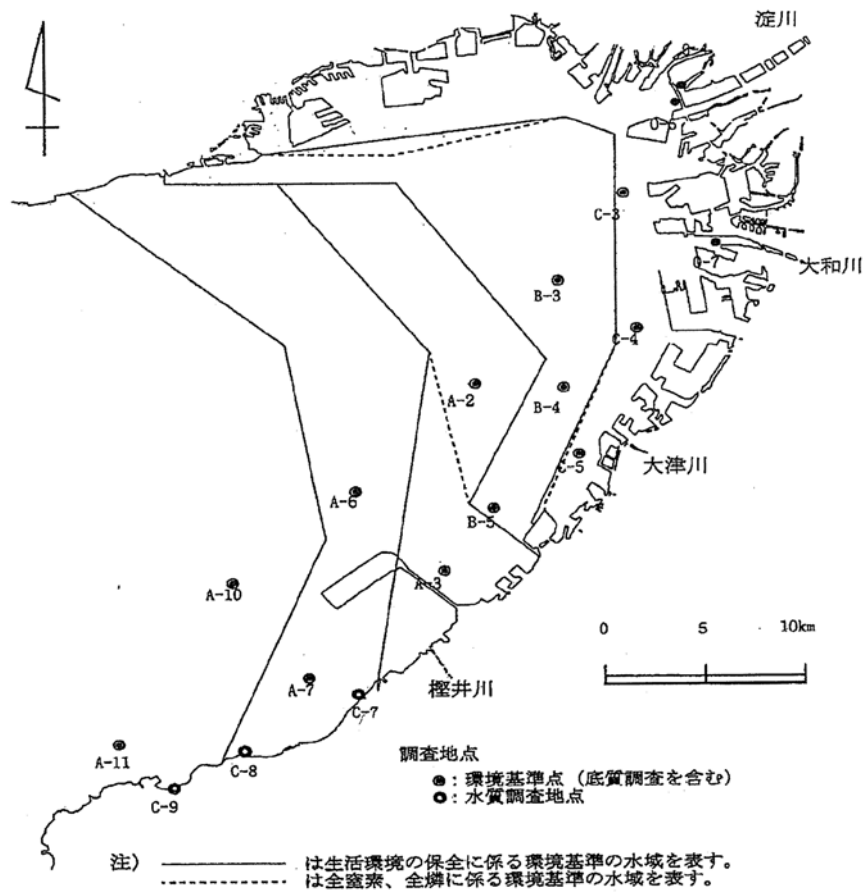 淀川
C-3
大和川
B-3
C-4
A-2
B-4
C-5
大津川
A-6
B-5
A-3
A-10
0 5 10km
A-7
C-7
樫井川
A-11
C-8
C-9
調査地点
◉：環境基準点（底質調査を含む）
○：水質調査地点
注） ――― は生活環境の保全に係る環境基準の水域を表す。
------- は全窒素、全燐に係る環境基準の水域を表す。